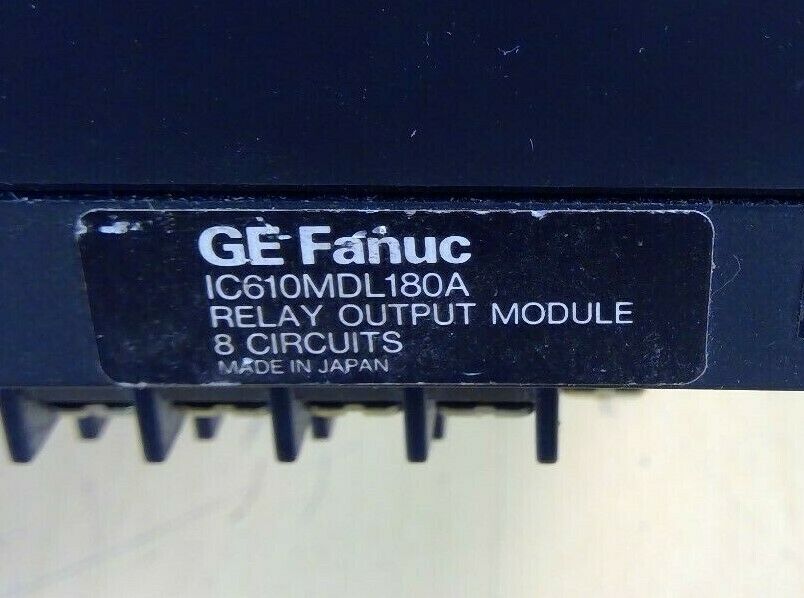 GE Fanuc
IC610MDL180A
RELAY OUTPUT MODULE
8 CIRCUITS
MADE IN JAPAN